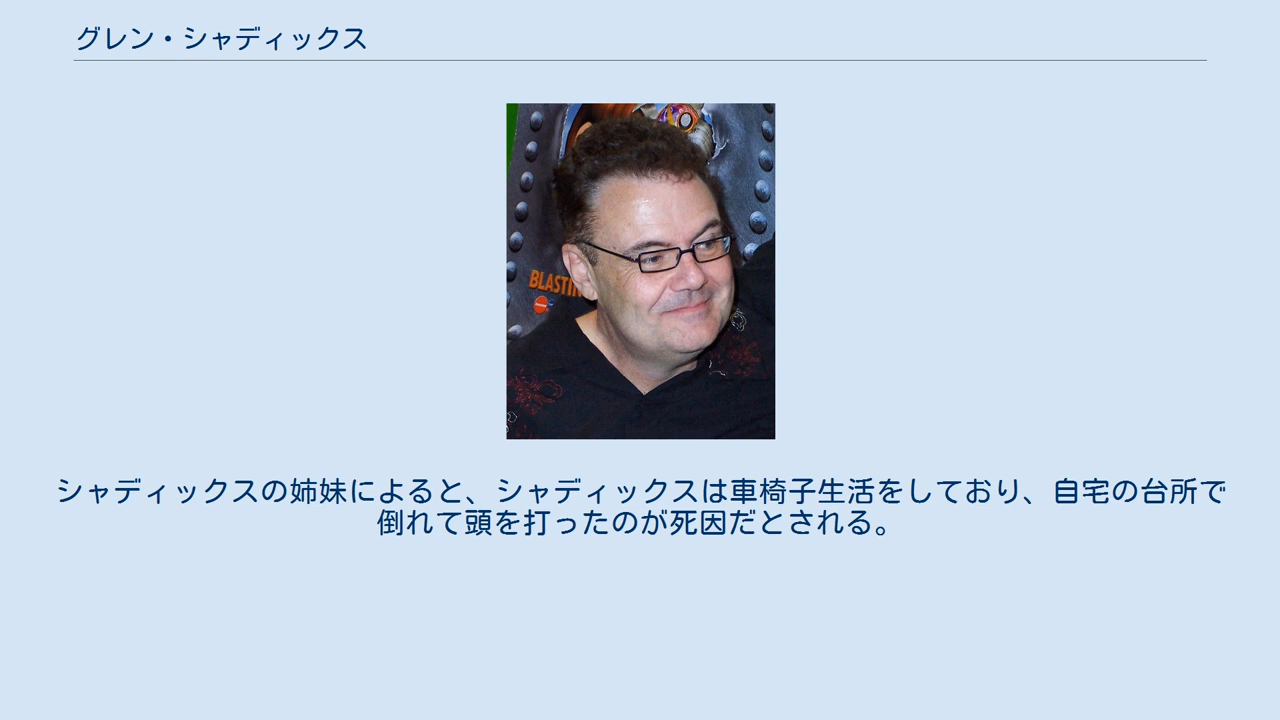 グレン・シャディックス
BLASTIN
シャディックスの姉妹によると、シャディックスは車椅子生活をしており、自宅の台所で
倒れて頭を打ったのが死因だとされる。